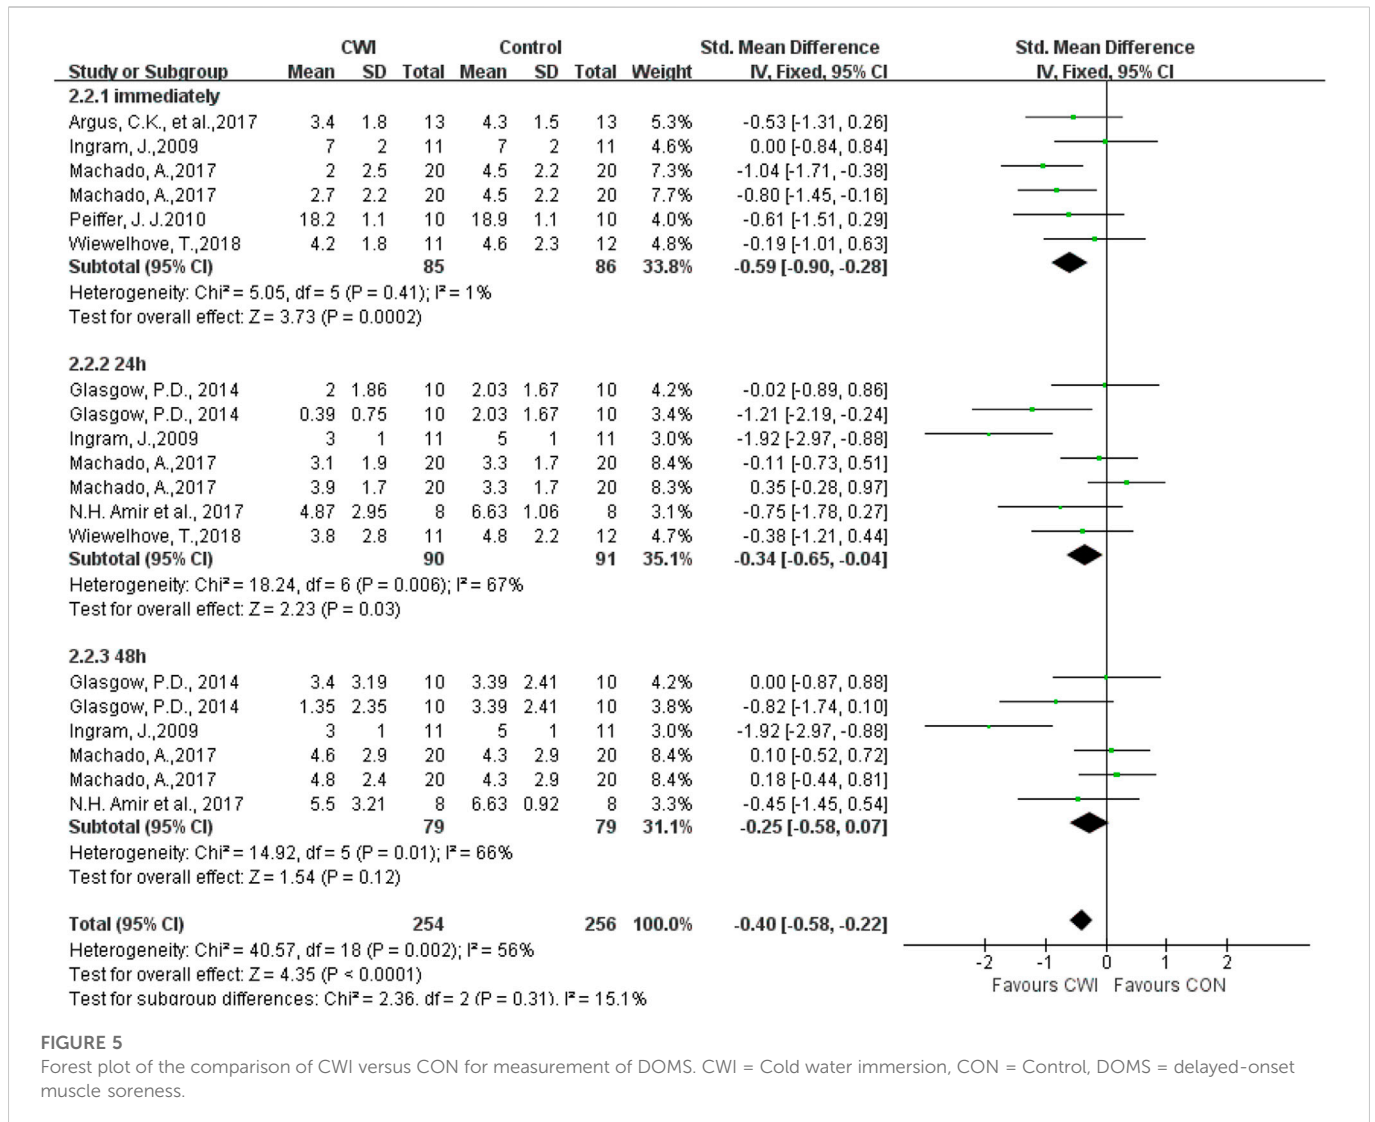 CWI Control Std. Mean Difference Std. Mean Difference
Study or Subgroup Mean SD Total Mean SD Total Weight IV, Fixed, 95% CI IV, Fixed, 95% CI
2.2.1 immediately
Argus, C.K., et al.,2017 3.4 1.8 13 4.3 1.5 13 5.3% -0.53 [-1.31, 0.26]
Ingram, J.,2009 7 2 11 7 2 11 4.6% 0.00 [-0.84, 0.84]
Machado, A.,2017 2 2.5 20 4.5 2.2 20 7.3% -1.04 [-1.71, -0.38]
Machado, A.,2017 2.7 2.2 20 4.5 2.2 20 7.7% -0.80 [-1.45, -0.16]
Peiffer, J. J.2010 18.2 1.1 10 18.9 1.1 10 4.0% -0.61 [-1.51, 0.29]
Wiewelhove, T.,2018 4.2 1.8 11 4.6 2.3 12 4.8% -0.19 [-1.01, 0.63]
Subtotal (95% CI) 85 86 33.8% -0.59 [-0.90, -0.28]
Heterogeneity: Chi² = 5.05, df = 5 (P = 0.41); I² = 1%
Test for overall effect: Z = 3.73 (P = 0.0002)
2.2.2 24h
Glasgow, P.D., 2014 2 1.86 10 2.03 1.67 10 4.2% -0.02 [-0.89, 0.86]
Glasgow, P.D., 2014 0.39 0.75 10 2.03 1.67 10 3.4% -1.21 [-2.19, -0.24]
Ingram, J.,2009 3 1 11 5 1 11 3.0% -1.92 [-2.97, -0.88]
Machado, A.,2017 3.1 1.9 20 3.3 1.7 20 8.4% -0.11 [-0.73, 0.51]
Machado, A.,2017 3.9 1.7 20 3.3 1.7 20 8.3% 0.35 [-0.28, 0.97]
N.H. Amir et al., 2017 4.87 2.95 8 6.63 1.06 8 3.1% -0.75 [-1.78, 0.27]
Wiewelhove, T.,2018 3.8 2.8 11 4.8 2.2 12 4.7% -0.38 [-1.21, 0.44]
Subtotal (95% CI) 90 91 35.1% -0.34 [-0.65, -0.04]
Heterogeneity: Chi² = 18.24, df = 6 (P = 0.006); I² = 67%
Test for overall effect: Z = 2.23 (P = 0.03)
2.2.3 48h
Glasgow, P.D., 2014 3.4 3.19 10 3.39 2.41 10 4.2% 0.00 [-0.87, 0.88]
Glasgow, P.D., 2014 1.35 2.35 10 3.39 2.41 10 3.8% -0.82 [-1.74, 0.10]
Ingram, J.,2009 3 1 11 5 1 11 3.0% -1.92 [-2.97, -0.88]
Machado, A.,2017 4.6 2.9 20 4.3 2.9 20 8.4% 0.10 [-0.52, 0.72]
Machado, A.,2017 4.8 2.4 20 4.3 2.9 20 8.4% 0.18 [-0.44, 0.81]
N.H. Amir et al., 2017 5.5 3.21 8 6.63 0.92 8 3.3% -0.45 [-1.45, 0.54]
Subtotal (95% CI) 79 79 31.1% -0.25 [-0.58, 0.07]
Heterogeneity: Chi² = 14.92, df = 5 (P = 0.01); I² = 66%
Test for overall effect: Z = 1.54 (P = 0.12)
Total (95% CI) 254 256 100.0% -0.40 [-0.58, -0.22]
Heterogeneity: Chi² = 40.57, df = 18 (P = 0.002); I² = 56%
Test for overall effect: Z = 4.35 (P < 0.0001)
Test for subgroup differences: Chi² = 2.36. df = 2 (P = 0.31). I² = 15.1%
-2 -1 0 1 2
Favours CWI Favours CON
FIGURE 5
Forest plot of the comparison of CWI versus CON for measurement of DOMS. CWI = Cold water immersion, CON = Control, DOMS = delayed-onset
muscle soreness.